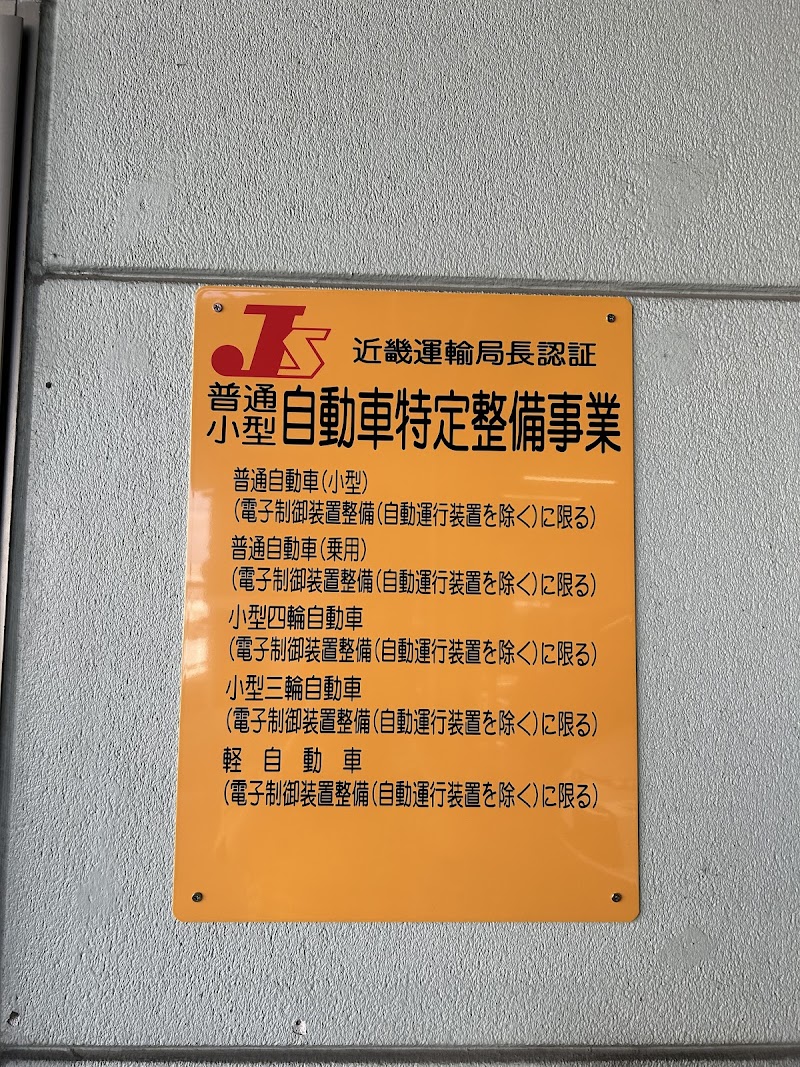 JS 近畿運輸局長認証
普通小型自動車特定整備事業
普通自動車(小型)
(電子制御装置整備(自動運行装置を除く)に限る)
普通自動車(乗用)
(電子制御装置整備(自動運行装置を除く)に限る)
小型四輪自動車
(電子制御装置整備(自動運行装置を除く)に限る)
小型三輪自動車
(電子制御装置整備(自動運行装置を除く)に限る)
軽自動車
(電子制御装置整備(自動運行装置を除く)に限る)